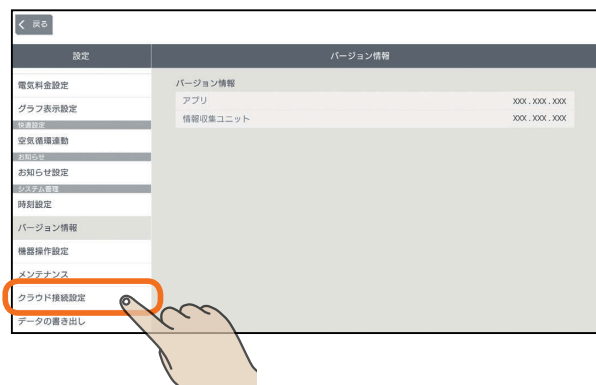 戻る
設定
バージョン情報
電気料金設定
グラフ表示設定
快適設定
空気循環連動
お知らせ
お知らせ設定
システム管理
時刻設定
バージョン情報
機器操作設定
メンテナンス
クラウド接続設定
データの書き出し
バージョン情報
アプリ XXX.XXX.XXX
情報収集ユニット XXX.XXX.XXX